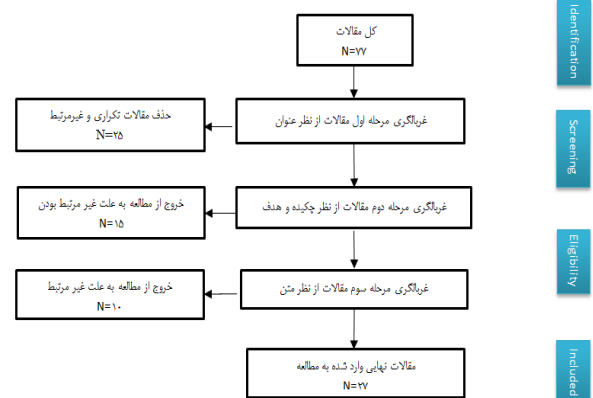 کل مقالات
N=۷۷
Identification
غربالگری مرحله اول مقالات از نظر عنوان
حذف مقالات تکراری و غیرمرتبط
N=۲۵
Screening
غربالگری مرحله دوم مقالات از نظر چکیده و هدف
خروج از مطالعه به علت غیر مرتبط بودن
N=۱۵
Eligibility
غربالگری مرحله سوم مقالات از نظر متن
خروج از مطالعه به علت غیر مرتبط
N=۱۰
مقالات نهایی وارد شده به مطالعه
N=۲۷
Included